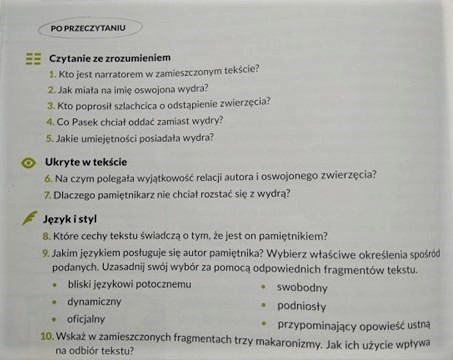 PO PRZECZYTANIU
Czytanie ze zrozumieniem
1. Kto jest narratorem w zamieszczonym tekście?
2. Jak miała na imię oswojona wydra?
3. Kto poprosił szlachcica o odstąpienie zwierzęcia?
4. Co Pasek chciał oddać zamiast wydry?
5. Jakie umiejętności posiadała wydra?
Ukryte w tekście
6. Na czym polegała wyjątkowość relacji autora i oswojonego zwierzęcia?
7. Dlaczego pamiętnikarz nie chciał rozstać się z wydrą?
Język i styl
8. Które cechy tekstu świadczą o tym, że jest on pamiętnikiem?
9. Jakim językiem posługuje się autor pamiętnika? Wybierz właściwe określenia spośród
podanych. Uzasadnij swój wybór za pomocą odpowiednich fragmentów tekstu.
• bliski językowi potocznemu
• dynamiczny
• oficjalny
• swobodny
• podniosły
• przypominający opowieść ustną
10. Wskaż w zamieszczonych fragmentach trzy makaronizmy. Jak ich użycie wpływa
na odbiór tekstu?